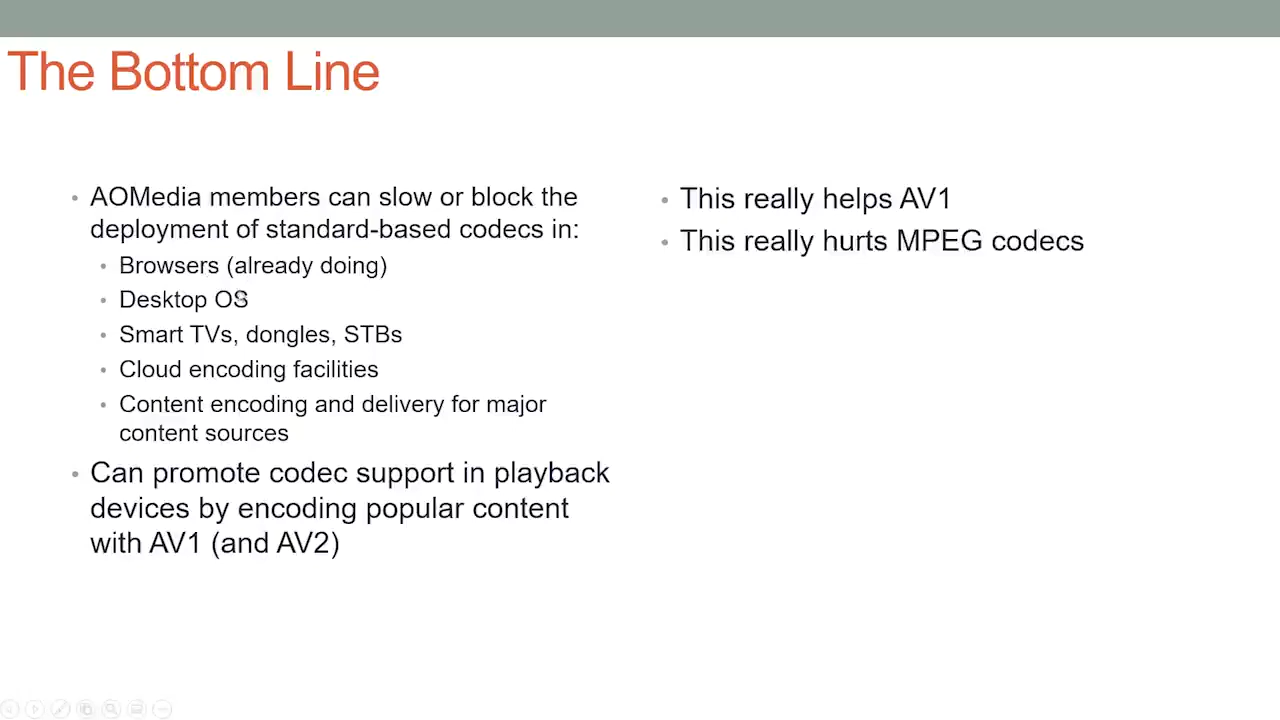 The Bottom Line
AOMedia members can slow or block the
deployment of standard-based codecs in:
Browsers (already doing)
Desktop OS
Smart TVs, dongles, STBs
Cloud encoding facilities
Content encoding and delivery for major
content sources
Can promote codec support in playback
devices by encoding popular content
with AV1 (and AV2)
This really helps AV1
This really hurts MPEG codecs